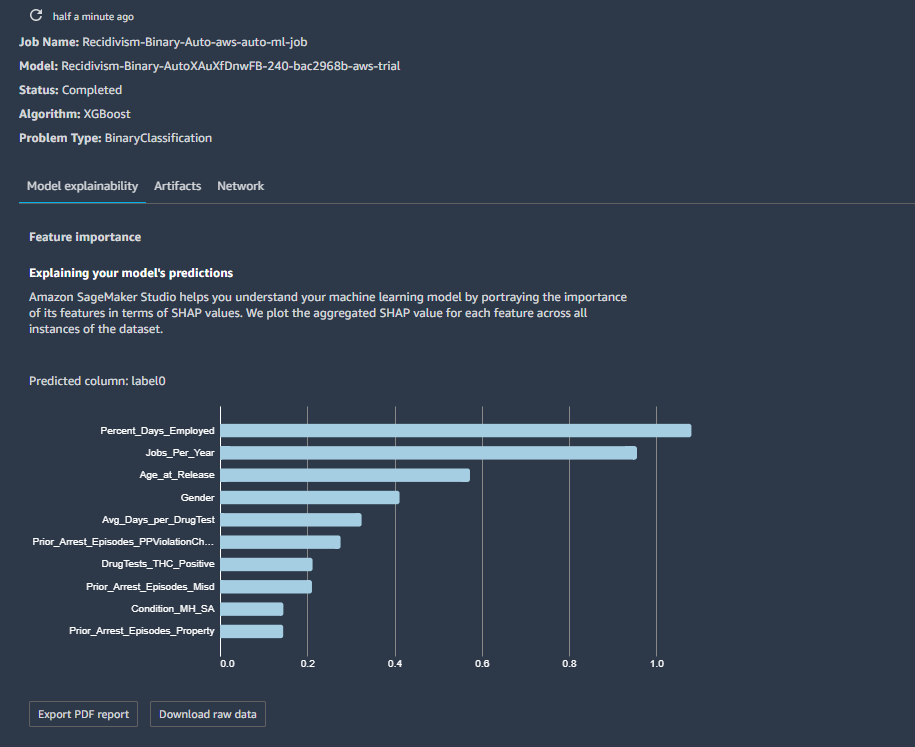 half a minute ago
Job Name: Recidivism-Binary-Auto-aws-auto-ml-job
Model: Recidivism-Binary-AutoXAuXfDnwFB-240-bac2968b-aws-trial
Status: Completed
Algorithm: XGBoost
Problem Type: BinaryClassification
Model explainability Artifacts Network
Feature importance
Explaining your model's predictions
Amazon SageMaker Studio helps you understand your machine learning model by portraying the importance
of its features in terms of SHAP values. We plot the aggregated SHAP value for each feature across all
instances of the dataset.
Predicted column: label0
Percent_Days_Employed
Jobs_Per_Year
Age_at_Release
Gender
Avg_Days_per_DrugTest
Prior_Arrest_Episodes_PPViolationCh...
DrugTests_THC_Positive
Prior_Arrest_Episodes_Misd
Condition_MH_SA
Prior_Arrest_Episodes_Property
0.0 0.2 0.4 0.6 0.8 1.0
Export PDF report Download raw data